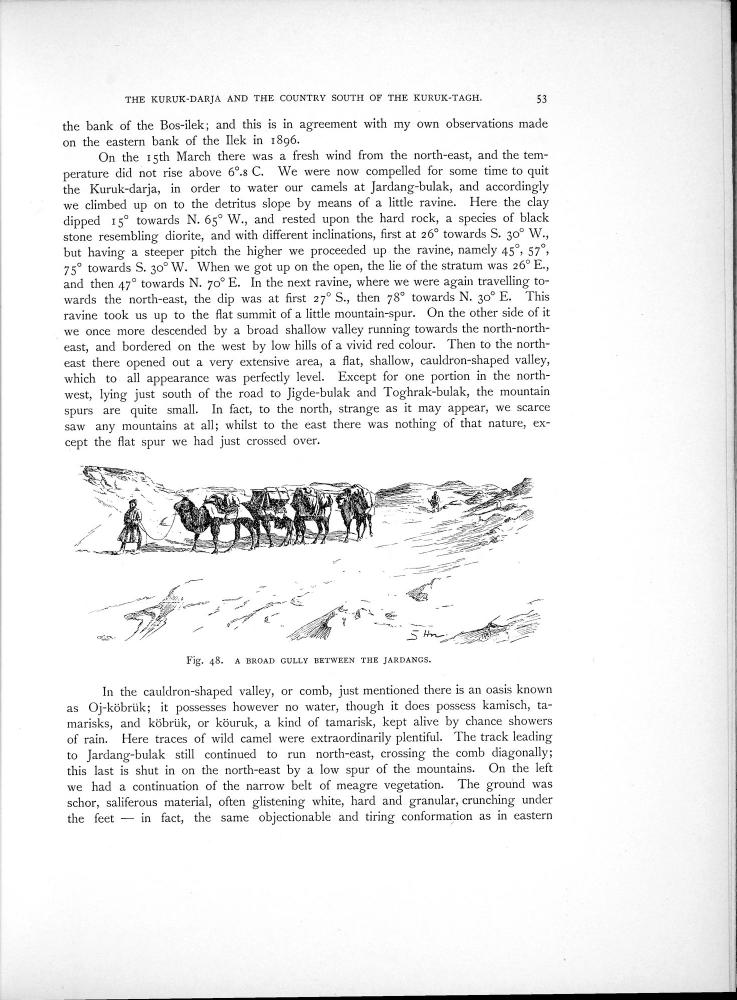 THE KURUK-DARJA AND THE COUNTRY SOUTH OF THE KURUK-TAGH. 53
the bank of the Bos-ilek; and this is in agreement with my own observations made
on the eastern bank of the Ilek in 1896.
On the 15th March there was a fresh wind from the north-east, and the tem-
perature did not rise above 6°.8 C. We were now compelled for some time to quit
the Kuruk-darja, in order to water our camels at Jardang-bulak, and accordingly
we climbed up on to the detritus slope by means of a little ravine. Here the clay
dipped 15° towards N. 65° W., and rested upon the hard rock, a species of black
stone resembling diorite, and with different inclinations, first at 26° towards S. 30° W.,
but having a steeper pitch the higher we proceeded up the ravine, namely 45°, 57°,
75° towards S. 30° W. When we got up on the open, the lie of the stratum was 26° E.,
and then 47° towards N. 70° E. In the next ravine, where we were again travelling to-
wards the north-east, the dip was at first 27° S., then 78° towards N. 30° E. This
ravine took us up to the flat summit of a little mountain-spur. On the other side of it
we once more descended by a broad shallow valley running towards the north-north-
east, and bordered on the west by low hills of a vivid red colour. Then to the north-
east there opened out a very extensive area, a flat, shallow, cauldron-shaped valley,
which to all appearance was perfectly level. Except for one portion in the north-
west, lying just south of the road to Jigde-bulak and Toghrak-bulak, the mountain
spurs are quite small. In fact, to the north, strange as it may appear, we scarce
saw any mountains at all; whilst to the east there was nothing of that nature, ex-
cept the flat spur we had just crossed over.
S Hn
Fig. 48. A BROAD GULLY BETWEEN THE JARDANGS.
In the cauldron-shaped valley, or comb, just mentioned there is an oasis known
as Oj-köbrük; it possesses however no water, though it does possess kamisch, ta-
marisks, and köbrük, or köuruk, a kind of tamarisk, kept alive by chance showers
of rain. Here traces of wild camel were extraordinarily plentiful. The track leading
to Jardang-bulak still continued to run north-east, crossing the comb diagonally;
this last is shut in on the north-east by a low spur of the mountains. On the left
we had a continuation of the narrow belt of meagre vegetation. The ground was
schor, saliferous material, often glistening white, hard and granular, crunching under
the feet — in fact, the same objectionable and tiring conformation as in eastern